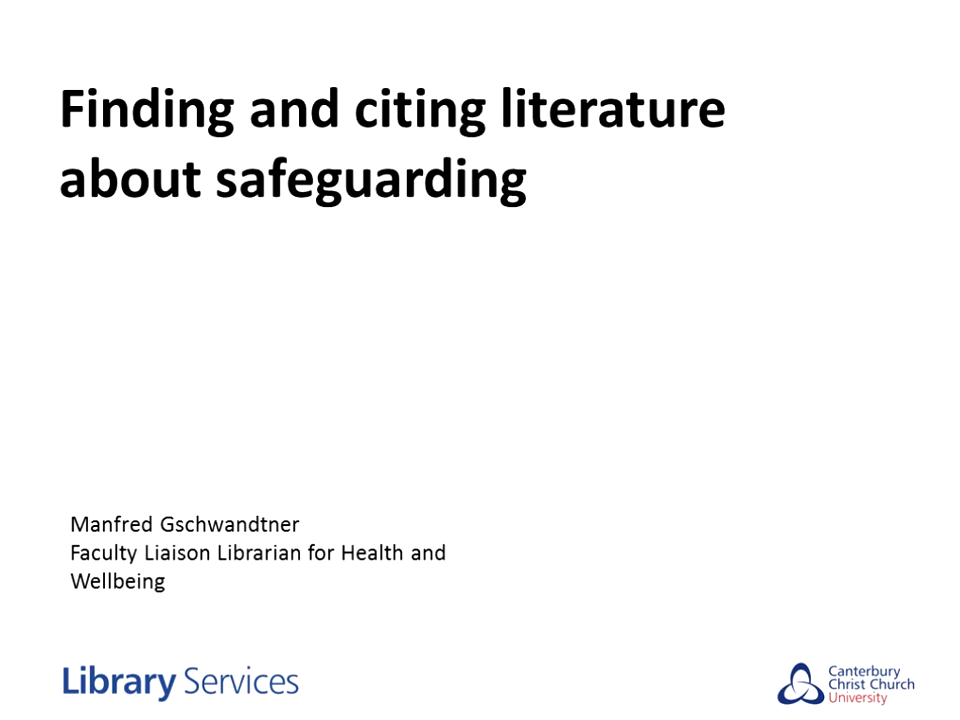 Finding and citing literature
about safeguarding
Manfred Gschwandtner
Faculty Liaison Librarian for Health and
Wellbeing
Library Services
Canterbury
Christ Church
University